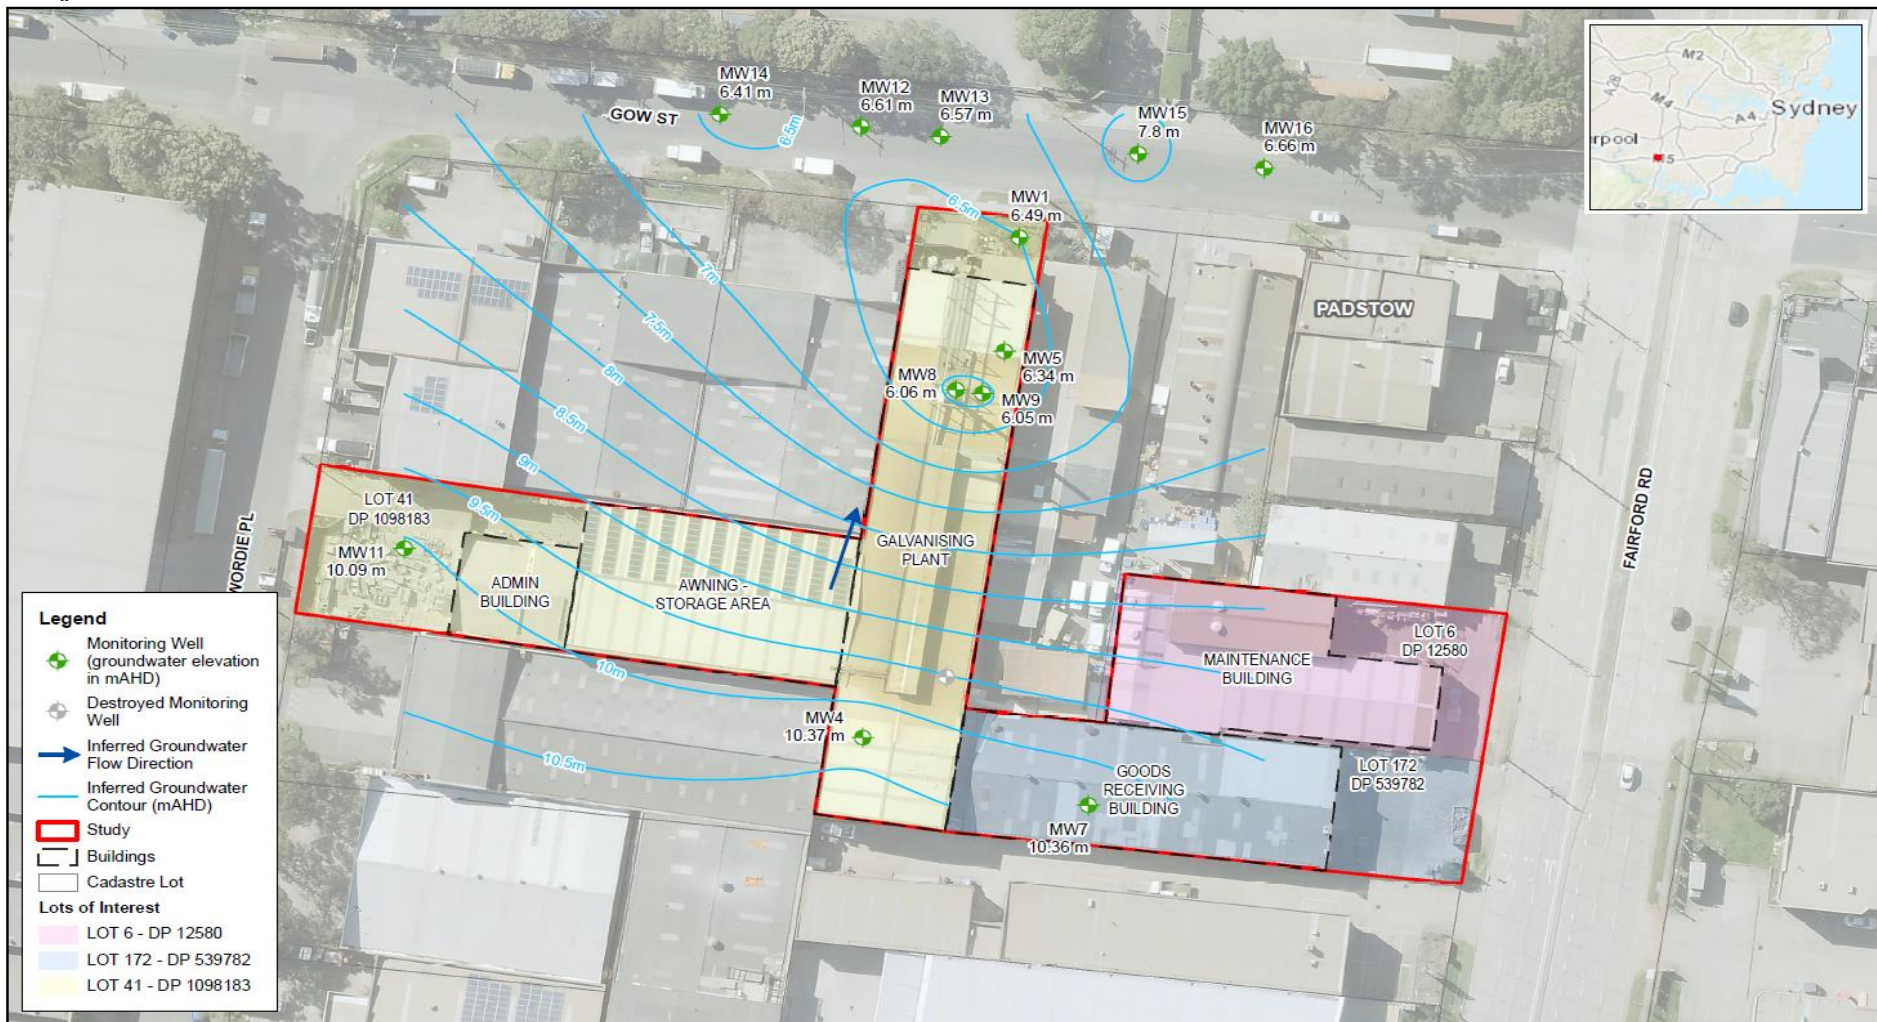 MW14
6.41 m
MW12
6.61 m
MW13
6.57 m
MW15
7.8 m
MW16
6.66 m
GOW ST
6.5m
M2
A28
M4
Sydney
A4
erpool
5
MW1
6.49 m
6.5m
7m
7.5m
8m
8.5m
9m
9.5m
10m
10.5m
PADSTOW
MW5
6.34 m
MW8
6.06 m
MW9
6.05 m
FAIRFORD RD
WORDIE PL
LOT 41
DP 1098183
MW11
10.09 m
ADMIN
BUILDING
AWNING -
STORAGE AREA
GALVANISING
PLANT
LOT 6
DP 12580
MAINTENANCE
BUILDING
MW4
10.37 m
GOODS
RECEIVING
BUILDING
LOT 172
DP 539782
MW7
10.36 m
Legend
Monitoring Well
(groundwater elevation
in mAHD)
Destroyed Monitoring
Well
Inferred Groundwater
Flow Direction
Inferred Groundwater
Contour (mAHD)
Study
Buildings
Cadastre Lot
Lots of Interest
LOT 6 - DP 12580
LOT 172 - DP 539782
LOT 41 - DP 1098183